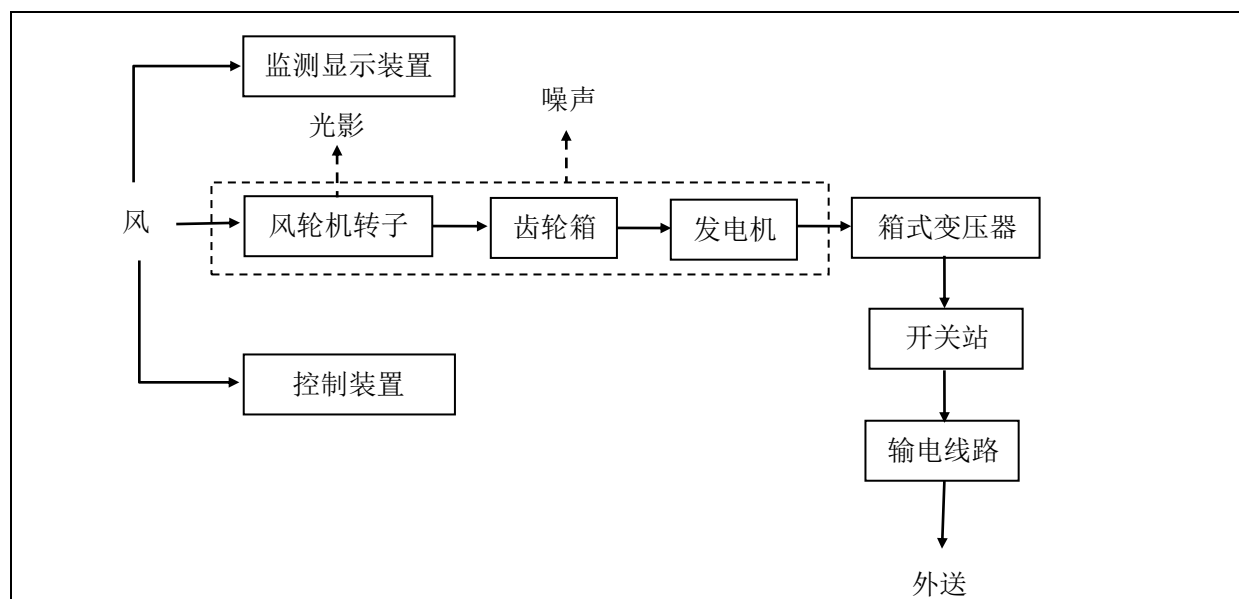 监测显示装置
噪声
光影
风
风轮机转子
齿轮箱
发电机
箱式变压器
开关站
控制装置
输电线路
外送